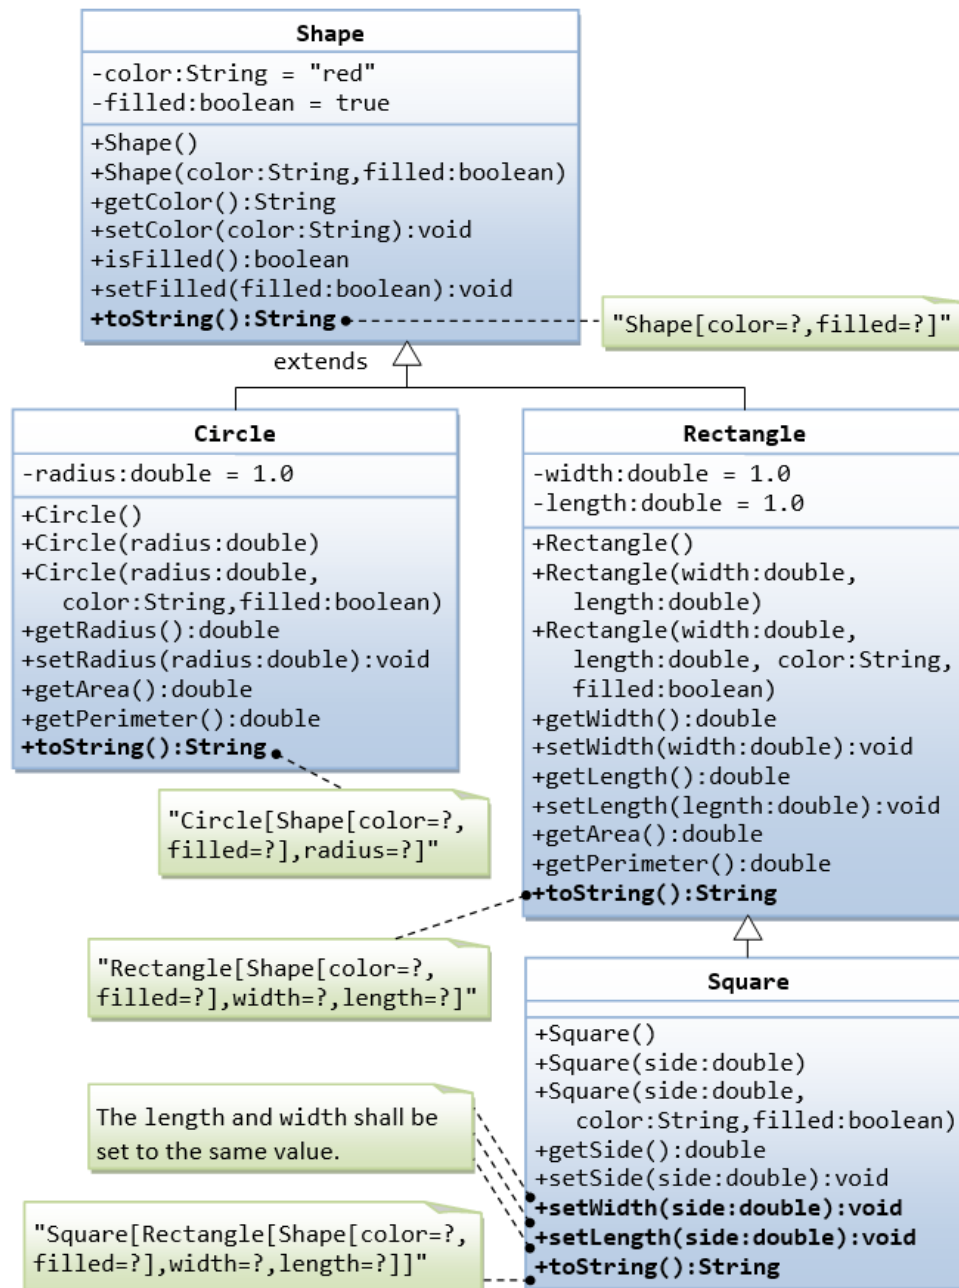 Shape
-color:String = "red"
-filled:boolean = true
+Shape()
+Shape(color:String,filled:boolean)
+getColor():String
+setColor(color:String):void
+isFilled():boolean
+setFilled(filled:boolean):void
+toString():String
"Shape[color=?,filled=?]"
extends
Circle
-radius:double = 1.0
+Circle()
+Circle(radius:double)
+Circle(radius:double,
color:String,filled:boolean)
+getRadius():double
+setRadius(radius:double):void
+getArea():double
+getPerimeter():double
+toString():String
"Circle[Shape[color=?,
filled=?],radius=?]"
Rectangle
-width:double = 1.0
-length:double = 1.0
+Rectangle()
+Rectangle(width:double,
length:double)
+Rectangle(width:double,
length:double, color:String,
filled:boolean)
+getWidth():double
+setWidth(width:double):void
+getLength():double
+setLength(legnth:double):void
+getArea():double
+getPerimeter():double
+toString():String
"Rectangle[Shape[color=?,
filled=?],width=?,length=?]"
Square
+Square()
+Square(side:double)
+Square(side:double,
color:String,filled:boolean)
+getSide():double
+setSide(side:double):void
+setWidth(side:double):void
+setLength(side:double):void
+toString():String
The length and width shall be
set to the same value.
"Square[Rectangle[Shape[color=?,
filled=?],width=?,length=?]]"